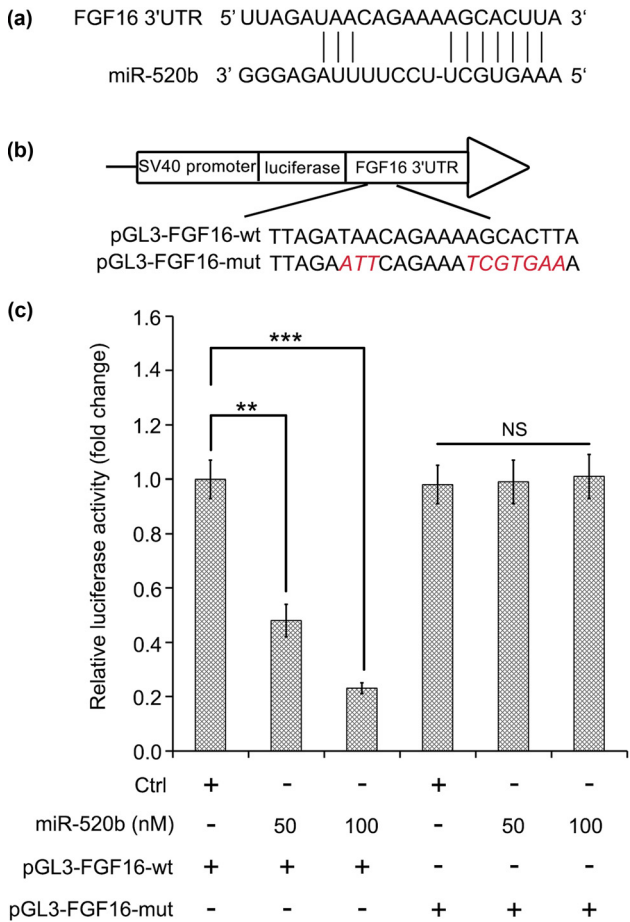 (a)
FGF16 3'UTR 5' UUAGAUAACAGAAAAGCACUUA 3'
miR-520b 3' GGGAGAUUUUCCU-UCGUGAAA 5'
(b)
SV40 promoter luciferase FGF16 3'UTR
pGL3-FGF16-wt TTAGATAACAGAAAAGCACTTA
pGL3-FGF16-mut TTAGAATTCAGAAATCGTGAAA
(c)
Relative luciferase activity (fold change)
1.6
1.4
1.2
1.0
0.8
0.6
0.4
0.2
0.0
***
**
NS
Ctrl + - - + - -
miR-520b (nM) - 50 100 - 50 100
pGL3-FGF16-wt + + + - - -
pGL3-FGF16-mut - - - + + +